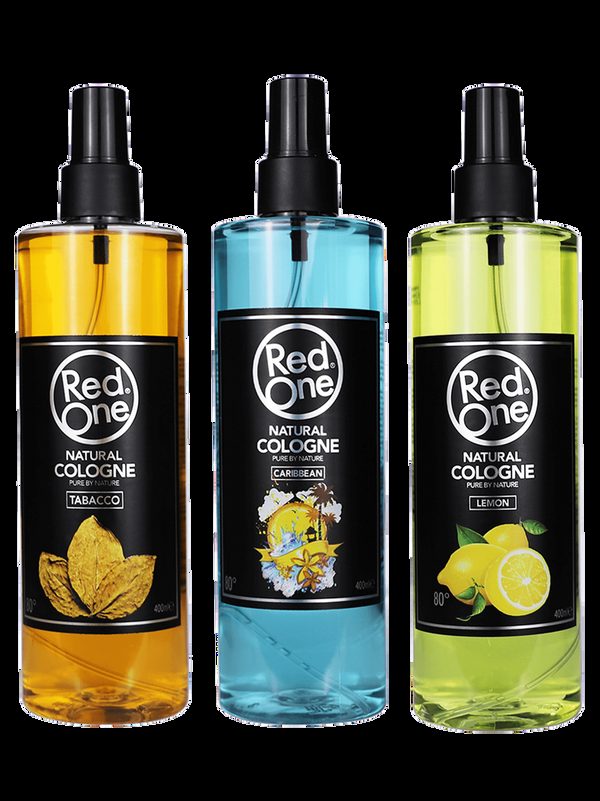 Red®
One
NATURAL
COLOGNE
PURE BY NATURE
TABACCO
80°
400ml e
Red®
One
NATURAL
COLOGNE
PURE BY NATURE
CARIBBEAN
80°
400ml e
Red®
One
NATURAL
COLOGNE
PURE BY NATURE
LEMON
80°
400ml e